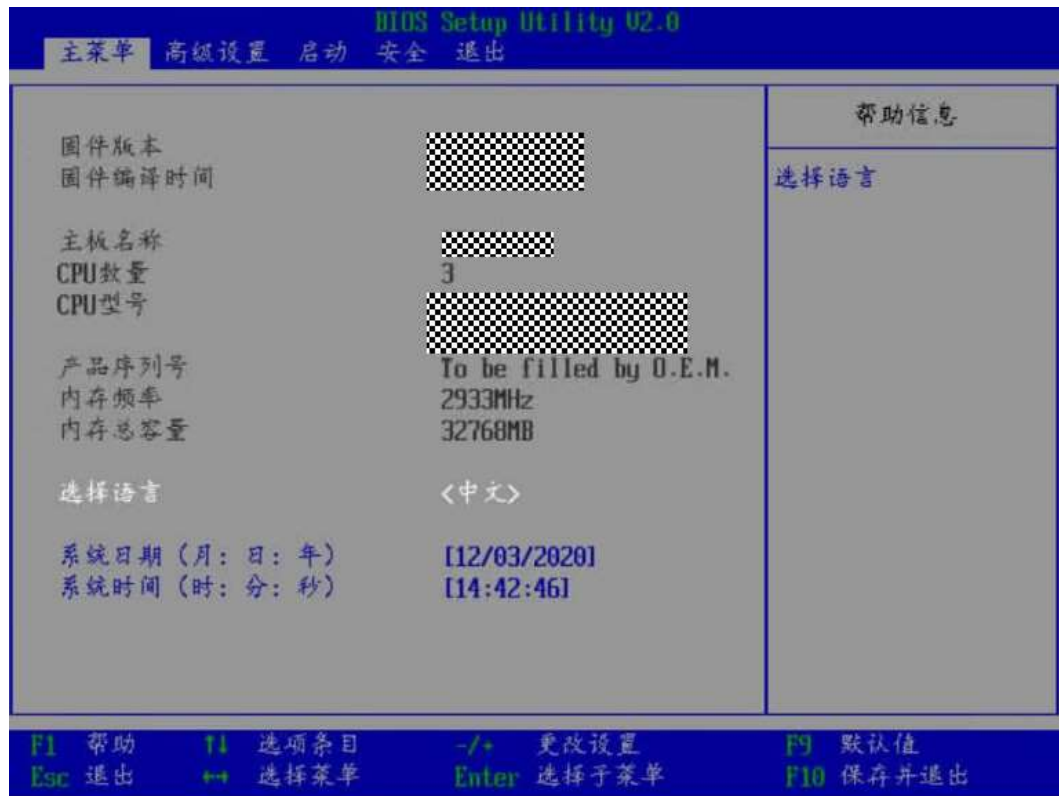 BIOS Setup Utility V2.0
主菜单 高级设置 启动 安全 退出
帮助信息
选择语言
固件版本
固件编译时间
主板名称
CPU数量 3
CPU型号
产品序列号 To be filled by O.E.M.
内存频率 2933MHz
内存总容量 32768MB
选择语言 <中文>
系统日期（月：日：年） [12/03/2020]
系统时间（时：分：秒） [14:42:46]
F1 帮助 ↑↓ 选项条目 -/+ 更改设置 F9 默认值
Esc 退出 ←→ 选择菜单 Enter 选择子菜单 F10 保存并退出